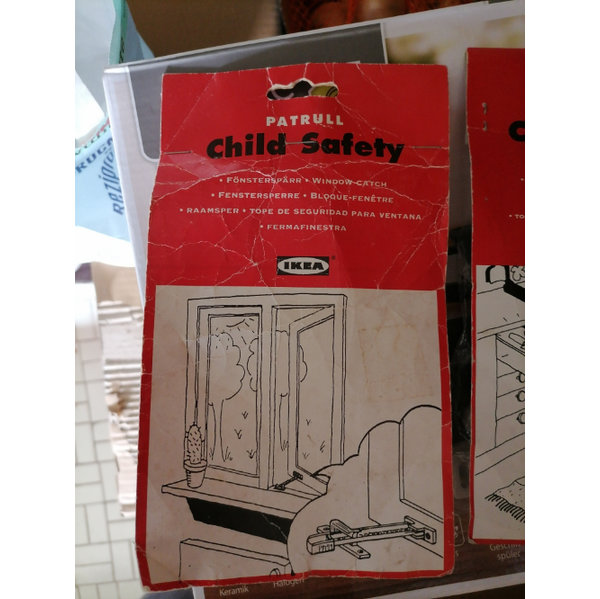 PATRULL
Child Safety
• FÖNSTERSPÄRR • WINDOW CATCH
• FENSTERSPERRE • BLOQUE-FENÊTRE
• RAAMSPER • TOPE DE SEGURIDAD PARA VENTANA
• FERMAFINESTRA
IKEA
Keramik
Halogen
spüler